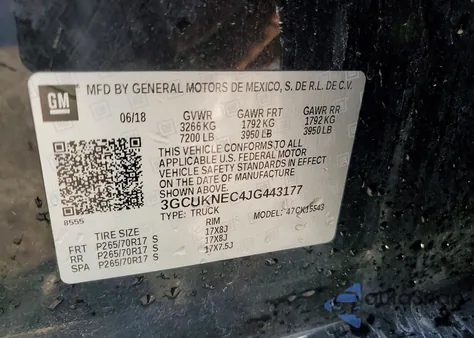 GM
MFD BY GENERAL MOTORS DE MEXICO, S. DE R.L. DE C.V.
06/18 GVWR GAWR FRT GAWR RR
3266 KG 1792 KG 1792 KG
7200 LB 3950 LB 3950 LB
THIS VEHICLE CONFORMS TO ALL
APPLICABLE U.S. FEDERAL MOTOR
VEHICLE SAFETY STANDARDS IN EFFECT
ON THE DATE OF MANUFACTURE
SHOWN ABOVE.
3GCUKNEC4JG443177
8555 TYPE: TRUCK MODEL: 47CK15543
TIRE SIZE RIM
FRT P265/70R17 S 17X8J
RR P265/70R17 S 17X8J
SPA P265/70R17 S 17X7.5J